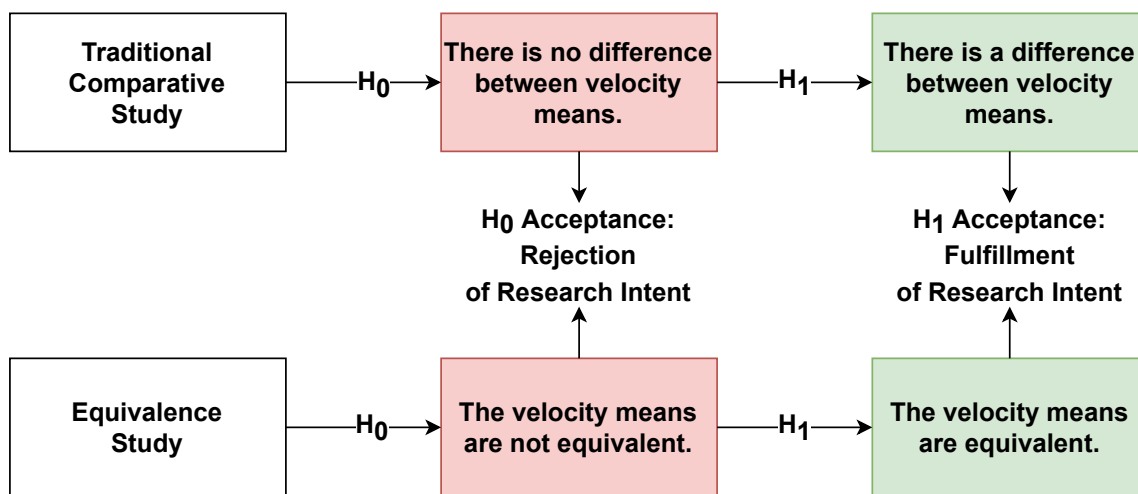 Traditional
Comparative
Study
H0
There is no difference
between velocity
means.
H1
There is a difference
between velocity
means.
H0 Acceptance:
Rejection
of Research Intent
H1 Acceptance:
Fulfillment
of Research Intent
Equivalence
Study
H0
The velocity means
are not equivalent.
H1
The velocity means
are equivalent.